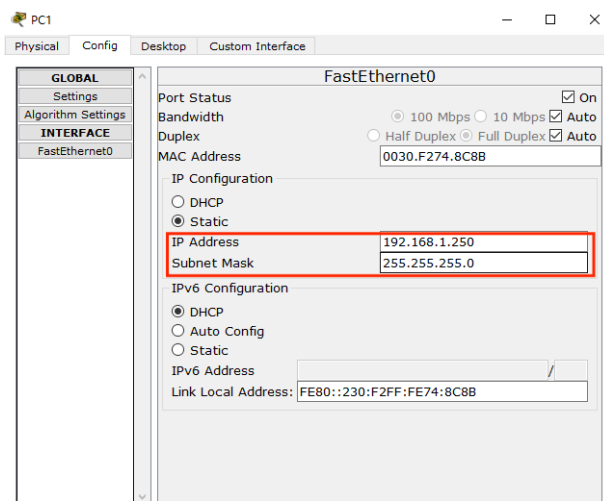 PC1
Physical Config Desktop Custom Interface
GLOBAL
Settings
Algorithm Settings
INTERFACE
FastEthernet0
FastEthernet0
Port Status On
Bandwidth 100 Mbps 10 Mbps Auto
Duplex Half Duplex Full Duplex Auto
MAC Address 0030.F274.8C8B
IP Configuration
DHCP
Static
IP Address 192.168.1.250
Subnet Mask 255.255.255.0
IPv6 Configuration
DHCP
Auto Config
Static
IPv6 Address /
Link Local Address: FE80::230:F2FF:FE74:8C8B